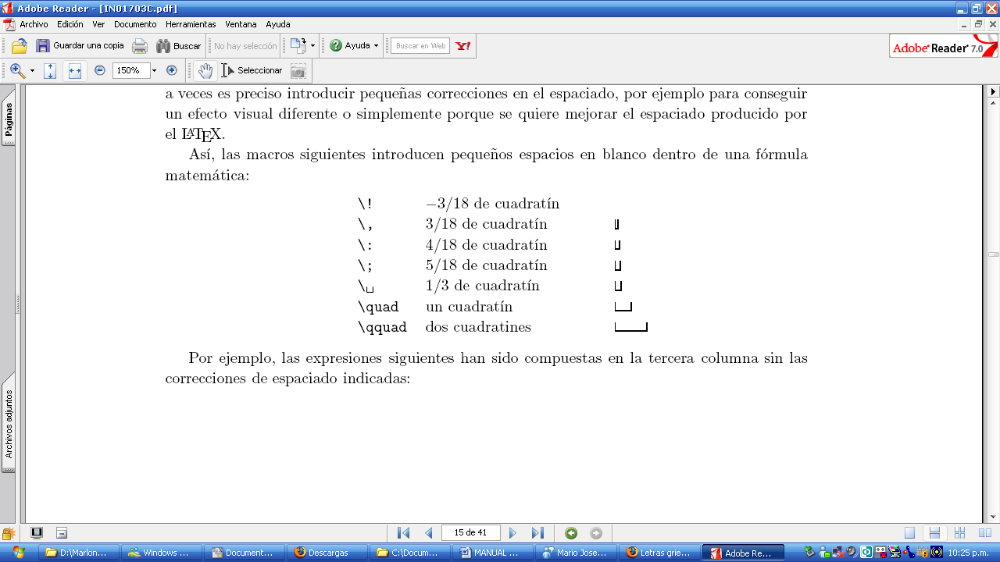 Adobe Reader - [IN01703C.pdf]
Archivo Edición Ver Documento Herramientas Ventana Ayuda
Guardar una copia Buscar No hay selección Ayuda Buscar en Web Y! Adobe Reader 7.0
150% Seleccionar
Páginas
Archivos adjuntos
a veces es preciso introducir pequeñas correcciones en el espaciado, por ejemplo para conseguir
un efecto visual diferente o simplemente porque se quiere mejorar el espaciado producido por
el LATEX.
Así, las macros siguientes introducen pequeños espacios en blanco dentro de una fórmula
matemática:
\! −3/18 de cuadratín
\, 3/18 de cuadratín
\: 4/18 de cuadratín
\; 5/18 de cuadratín
\␣ 1/3 de cuadratín
\quad un cuadratín
\qquad dos cuadratines
Por ejemplo, las expresiones siguientes han sido compuestas en la tercera columna sin las
correcciones de espaciado indicadas:
15 de 41
D:\Marlon... Windows ... Document... Descargas C:\Docum... MANUAL ... Mario Jose... Letras grie... Adobe Re... 10:25 p.m.